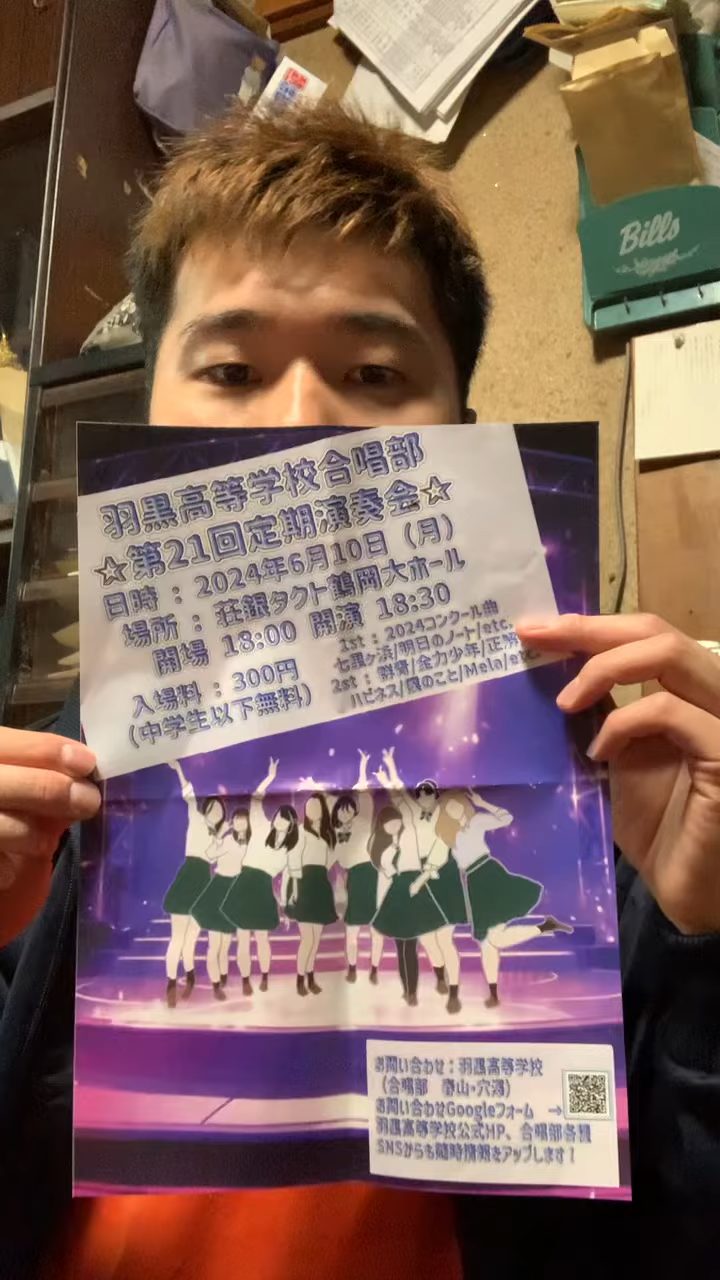 Bills
羽黒高等学校合唱部
☆第21回定期演奏会☆
日時：2024年6月10日（月）
場所：荘銀タクト鶴岡大ホール
開場 18:00 開演 18:30
入場料：300円
（中学生以下無料）
1st：2024コンクール曲
七課ヶ浜/明日のノート/etc.
2st：群青/全力少年/正解
ハピネス/僕のこと/Mela/etc.
お問い合わせ：羽黒高等学校
（合唱部
お問い合わせGoogleフォーム →
羽黒高等学校公式HP、合唱部各種
SNSからも随時情報をアップします！